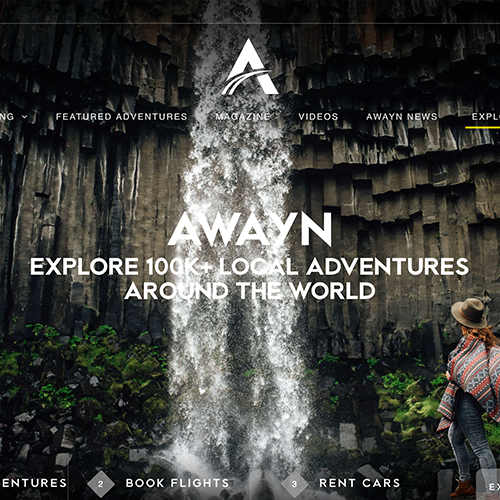 NG
FEATURED ADVENTURES
MAGAZINE
VIDEOS
AWAYN NEWS
EXPL
AWAYN
EXPLORE 100K+ LOCAL ADVENTURES
AROUND THE WORLD
ENTURES
2 BOOK FLIGHTS
3 RENT CARS
EX